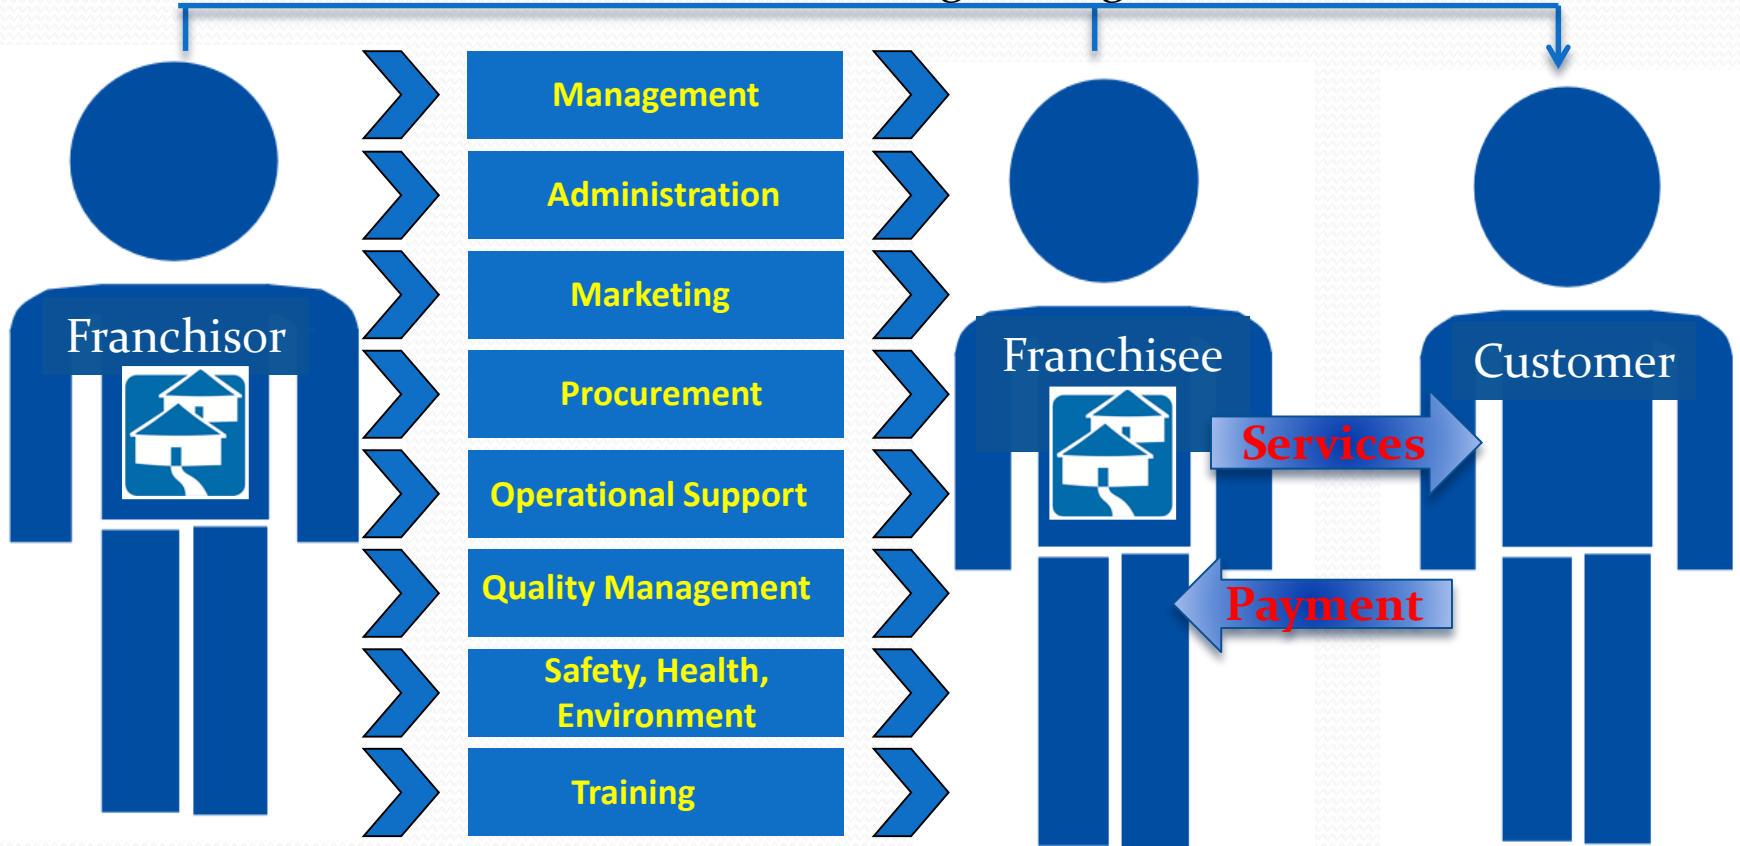 Management
Administration
Marketing
Procurement
Operational Support
Quality Management
Safety, Health,
Environment
Training
Franchisor
Franchisee
Customer
Services
Payment